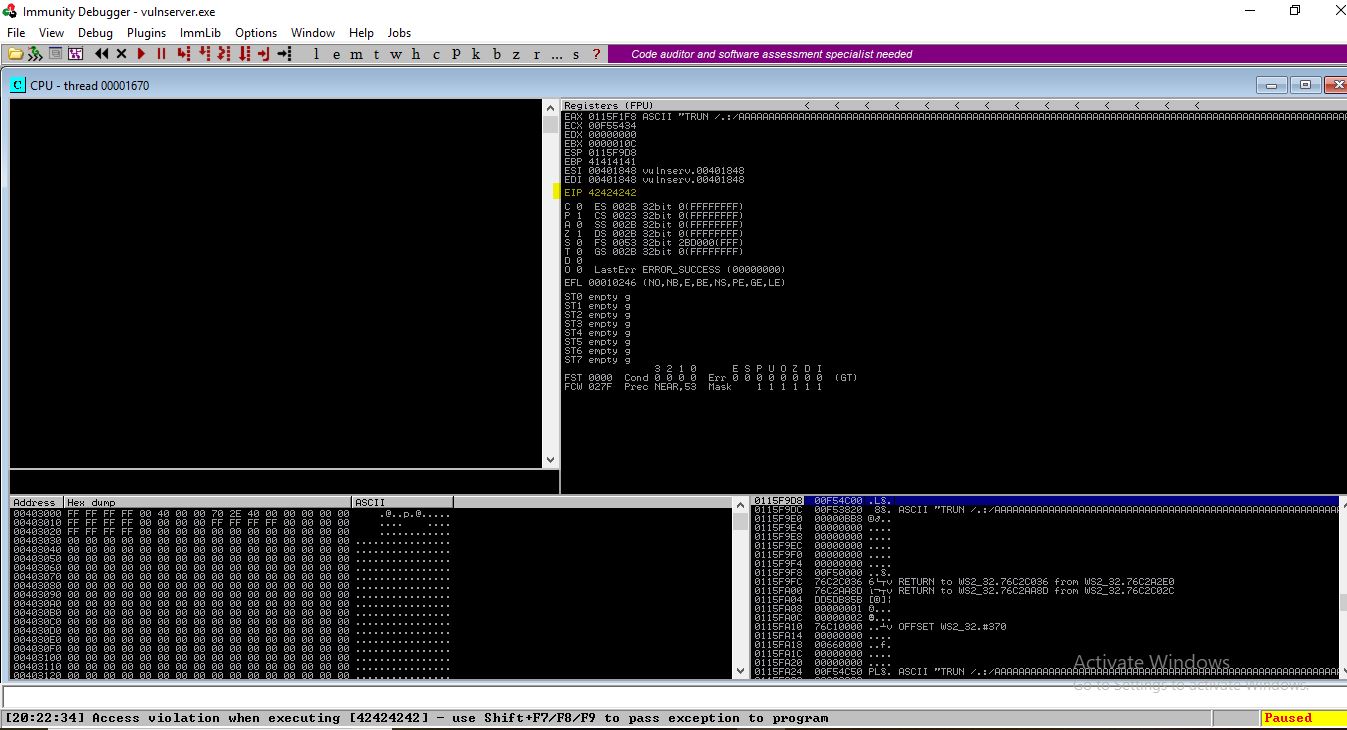 Immunity Debugger - vulnserver.exe
File View Debug Plugins ImmLib Options Window Help Jobs
l e m t w h c P k b z r ... s ?
Code auditor and software assessment specialist needed
C CPU - thread 00001670
Registers (FPU) < < < < < < < < < < < < < <
EAX 0115F1F8 ASCII "TRUN /.:/
ECX 00F55434
EDX 00000000
EBX 0000010C
ESP 0115F9D8
EBP 41414141
ESI 00401848 vulnserv.00401848
EDI 00401848 vulnserv.00401848
EIP 42424242
C 0 ES 002B 32bit 0(FFFFFFFF)
P 1 CS 0023 32bit 0(FFFFFFFF)
A 0 SS 002B 32bit 0(FFFFFFFF)
Z 1 DS 002B 32bit 0(FFFFFFFF)
S 0 FS 0053 32bit 2BD000(FFF)
T 0 GS 002B 32bit 0(FFFFFFFF)
D 0
O 0 LastErr ERROR_SUCCESS (00000000)
EFL 00010246 (NO,NB,E,BE,NS,PE,GE,LE)
ST0 empty g
ST1 empty g
ST2 empty g
ST3 empty g
ST4 empty g
ST5 empty g
ST6 empty g
ST7 empty g
3 2 1 0 E S P U O Z D I
FST 0000 Cond 0 0 0 0 Err 0 0 0 0 0 0 0 0 (GT)
FCW 027F Prec NEAR,53 Mask 1 1 1 1 1 1
Address Hex dump ASCII
00403000 FF FF FF FF 00 40 00 00 70 2E 40 00 00 00 00 00 .@..p.@.....
00403010 FF FF FF FF 00 00 00 00 FF FF FF FF 00 00 00 00 .... ....
00403020 FF FF FF FF 00 00 00 00 00 00 00 00 00 00 00 00 ............
00403030 00 00 00 00 00 00 00 00 00 00 00 00 00 00 00 00 ................
00403040 00 00 00 00 00 00 00 00 00 00 00 00 00 00 00 00 ................
00403050 00 00 00 00 00 00 00 00 00 00 00 00 00 00 00 00 ................
00403060 00 00 00 00 00 00 00 00 00 00 00 00 00 00 00 00 ................
00403070 00 00 00 00 00 00 00 00 00 00 00 00 00 00 00 00 ................
00403080 00 00 00 00 00 00 00 00 00 00 00 00 00 00 00 00 ................
00403090 00 00 00 00 00 00 00 00 00 00 00 00 00 00 00 00 ................
004030A0 00 00 00 00 00 00 00 00 00 00 00 00 00 00 00 00 ................
004030B0 00 00 00 00 00 00 00 00 00 00 00 00 00 00 00 00 ................
004030C0 00 00 00 00 00 00 00 00 00 00 00 00 00 00 00 00 ................
004030D0 00 00 00 00 00 00 00 00 00 00 00 00 00 00 00 00 ................
004030E0 00 00 00 00 00 00 00 00 00 00 00 00 00 00 00 00 ................
004030F0 00 00 00 00 00 00 00 00 00 00 00 00 00 00 00 00 ................
00403100 00 00 00 00 00 00 00 00 00 00 00 00 00 00 00 00 ................
00403110 00 00 00 00 00 00 00 00 00 00 00 00 00 00 00 00 ................
00403120 00 00 00 00 00 00 00 00 00 00 00 00 00 00 00 00 ................
0115F9D8 00F54C00
0115F9DC 00F53820 ASCII "TRUN /.:/
0115F9E0 00000BB8
0115F9E4 00000000 ....
0115F9E8 00000000 ....
0115F9EC 00000000 ....
0115F9F0 00000000 ....
0115F9F4 00000000 ....
0115F9F8 00F50000
0115F9FC 76C2C036 RETURN to WS2_32.76C2C036 from WS2_32.76C2A2E0
0115FA00 76C2AA8D RETURN to WS2_32.76C2AA8D from WS2_32.76C2C02C
0115FA04 DD5DB85B
0115FA08 00000001
0115FA0C 00000002
0115FA10 76C10000 OFFSET WS2_32.#370
0115FA14 00000000 ....
0115FA18 00660000 ..f.
0115FA1C 00000000 ....
0115FA20 00000000 ....
0115FA24 00F54C50 ASCII "TRUN /.:/
Activate Windows
Go to Settings to activate Windows.
[20:22:34] Access violation when executing [42424242] - use Shift+F7/F8/F9 to pass exception to program
Paused